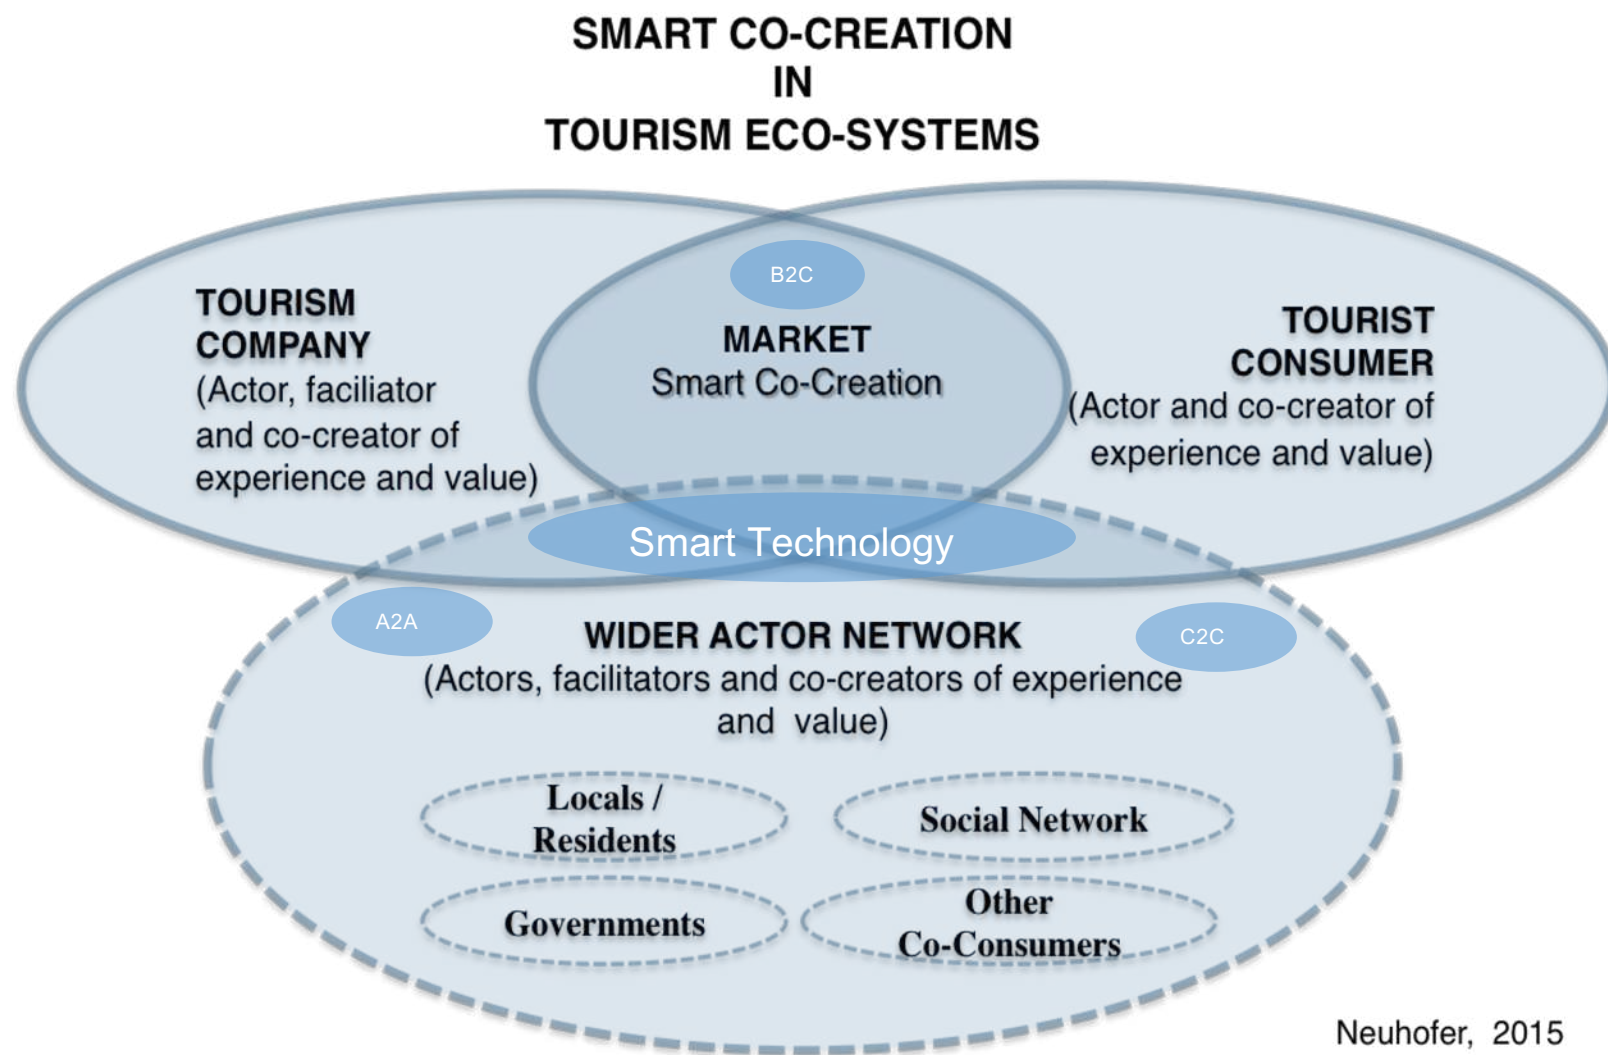 SMART CO-CREATION
IN
TOURISM ECO-SYSTEMS
B2C
TOURISM
COMPANY
(Actor, faciliator
and co-creator of
experience and value)
MARKET
Smart Co-Creation
TOURIST
CONSUMER
(Actor and co-creator of
experience and value)
Smart Technology
A2A
C2C
WIDER ACTOR NETWORK
(Actors, facilitators and co-creators of experience
and value)
Locals /
Residents
Social Network
Governments
Other
Co-Consumers
Neuhofer, 2015